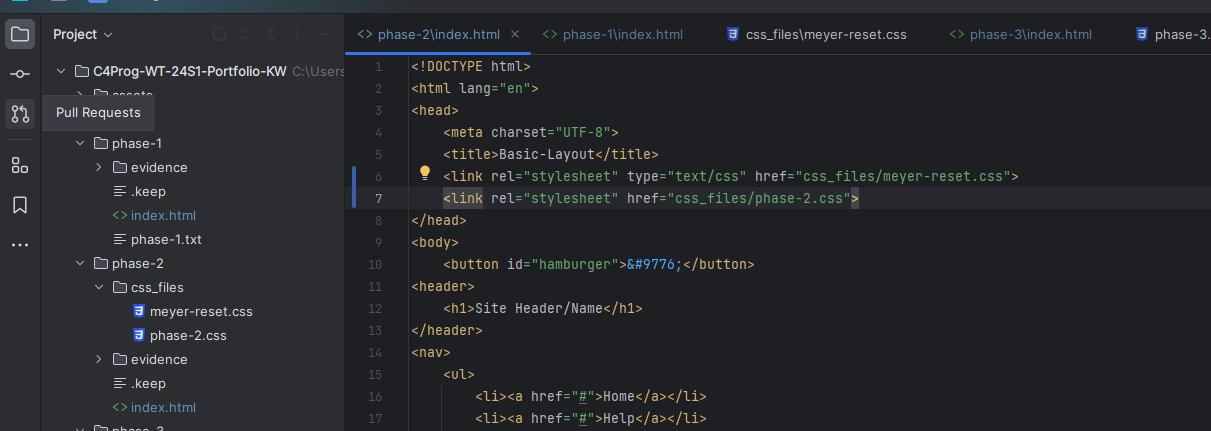 Project
phase-2\index.html
phase-1\index.html
css_files\meyer-reset.css
phase-3\index.html
phase-3.
C4Prog-WT-24S1-Portfolio-KW C:\Users
assets
Pull Requests
phase-1
evidence
.keep
index.html
phase-1.txt
phase-2
css_files
meyer-reset.css
phase-2.css
evidence
.keep
index.html
phase-3
1 <!DOCTYPE html>
2 <html lang="en">
3 <head>
4 <meta charset="UTF-8">
5 <title>Basic-Layout</title>
6 <link rel="stylesheet" type="text/css" href="css_files/meyer-reset.css">
7 <link rel="stylesheet" href="css_files/phase-2.css">
8 </head>
9 <body>
10 <button id="hamburger">&#9776;</button>
11 <header>
12 <h1>Site Header/Name</h1>
13 </header>
14 <nav>
15 <ul>
16 <li><a href="#">Home</a></li>
17 <li><a href="#">Help</a></li>